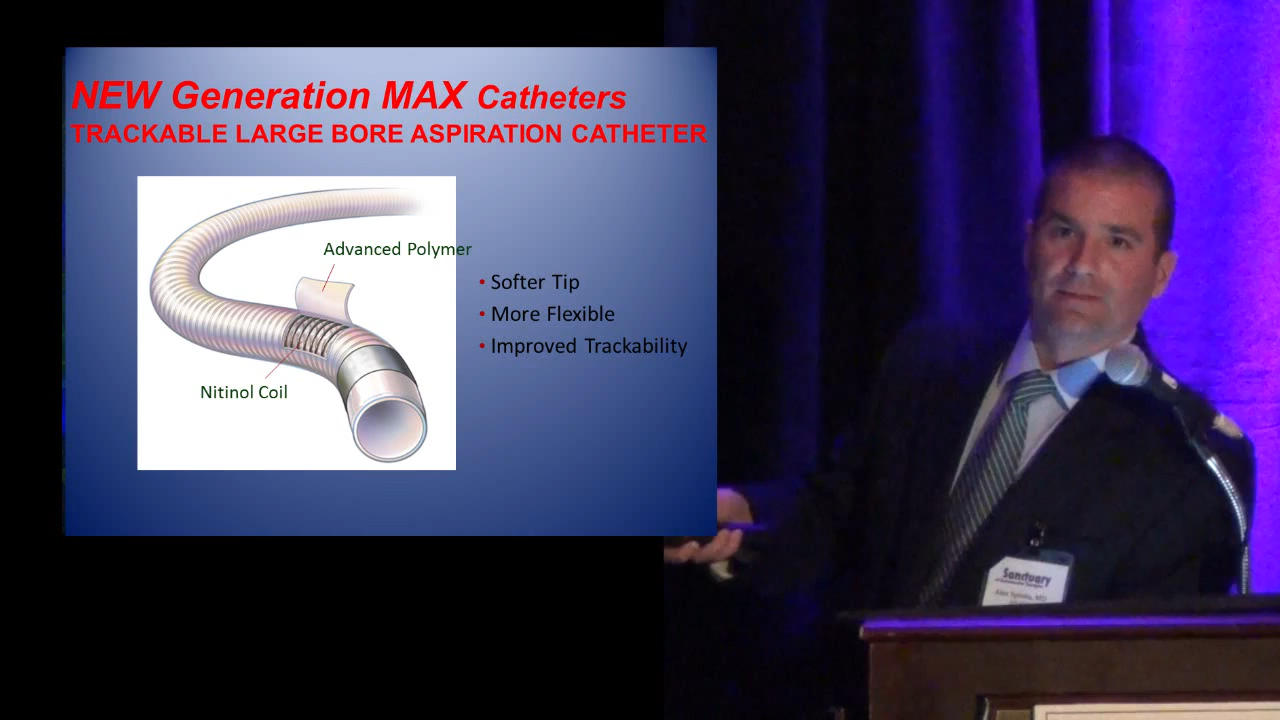 NEW Generation MAX Catheters
TRACKABLE LARGE BORE ASPIRATION CATHETER
Advanced Polymer
Nitinol Coil
• Softer Tip
• More Flexible
• Improved Trackability
Sanctuary
MD